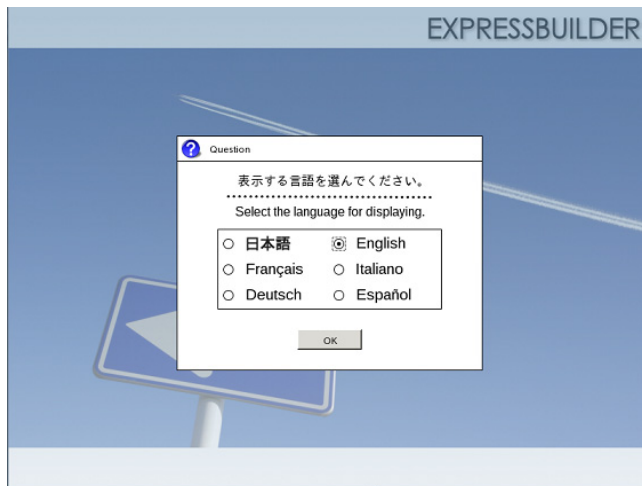 EXPRESSBUILDER
Question
表示する言語を選んでください。
Select the language for displaying.
日本語 English
Français Italiano
Deutsch Español
OK